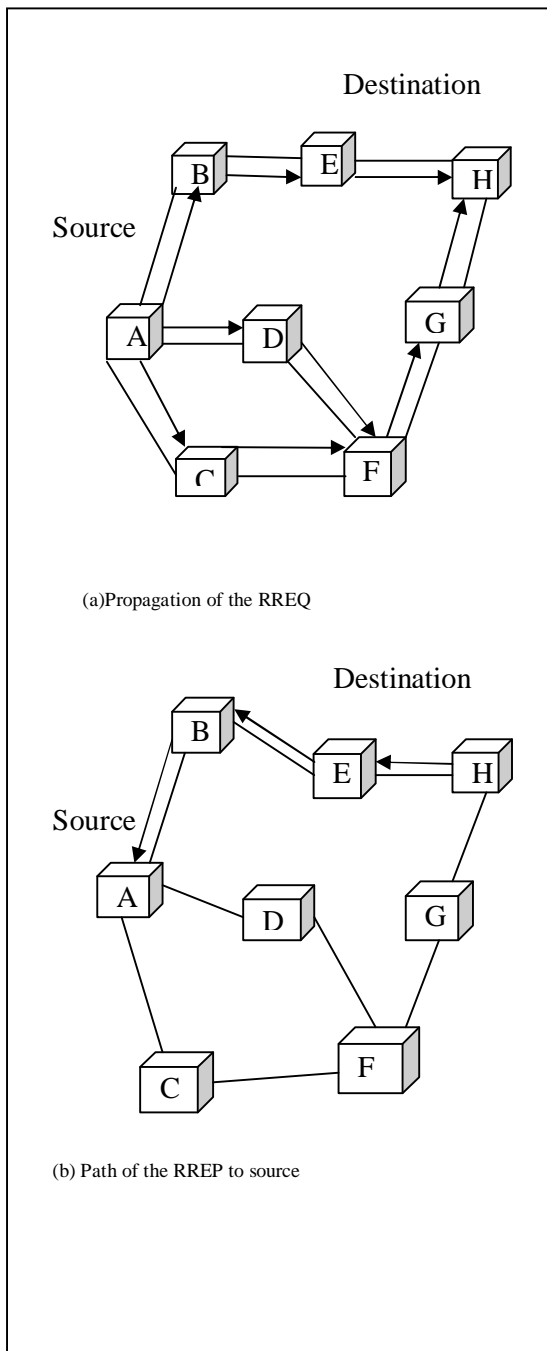 Destination
B
E
H
Source
A
D
G
C
F
(a)Propagation of the RREQ
Destination
B
E
H
Source
A
D
G
C
F
(b) Path of the RREP to source